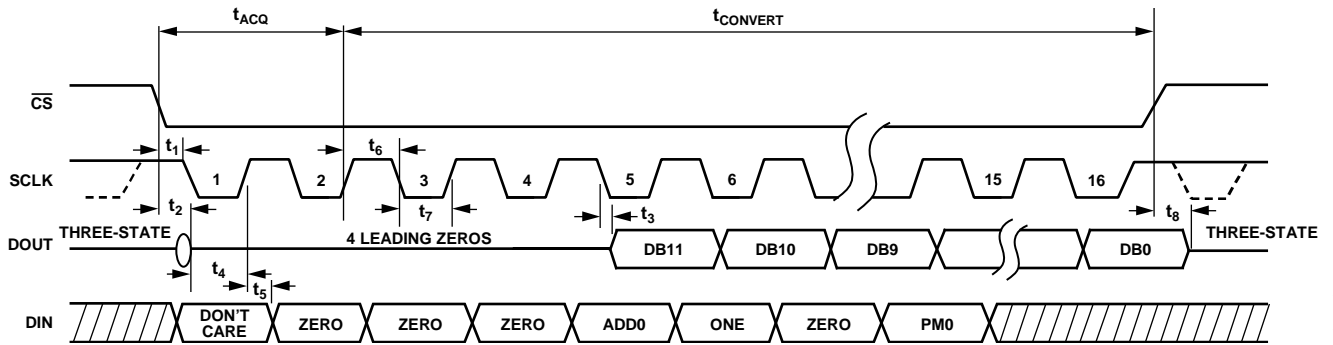 tACQ tCONVERT
CS
t1 t6
SCLK 1 2 3 4 5 6 15 16
t2 t7 t3 t8
DOUT THREE-STATE 4 LEADING ZEROS DB11 DB10 DB9 DB0 THREE-STATE
t4 t5
DIN DON'T CARE ZERO ZERO ZERO ADD0 ONE ZERO PM0